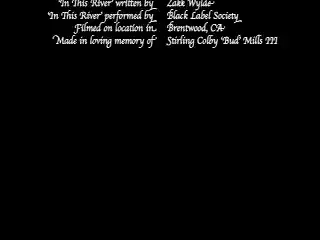 'In This River' written by Zakk Wylde
'In This River' performed by Black Label Society
Filmed on location in Brentwood, CA
Made in loving memory of Stirling Colby 'Bud' Mills III